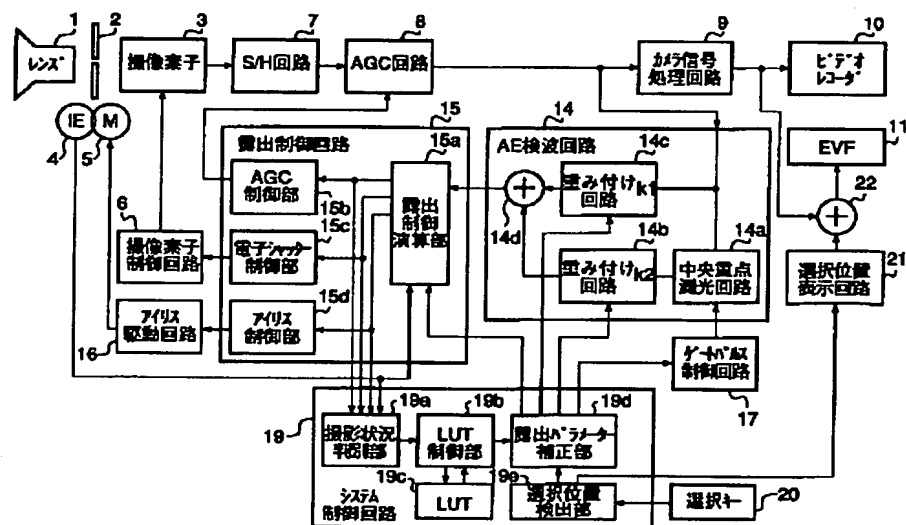 1
2
3
7
8
9
10
レンズ
撮像素子
S/H回路
AGC回路
カメラ信号
処理回路
ビデオ
レコーダ
IE
M
4
5
15
露出制御回路
15a
AGC
制御部
15b
露出
制御
演算部
6
撮像素子
制御回路
15c
電子シャッター
制御部
15d
アイリス
駆動回路
16
アイリス
制御部
14
AE検波回路
14c
重み付け
回路
k1
14d
14b
重み付け
回路
k2
14a
中央重点
測光回路
11
EVF
22
21
選択位置
表示回路
ゲートパルス
制御回路
17
19
19a
撮影状況
判別部
19b
LUT
制御部
19c
LUT
19d
露出パラメーター
補正部
19e
選択位置
検出部
システム
制御回路
選択キー
20